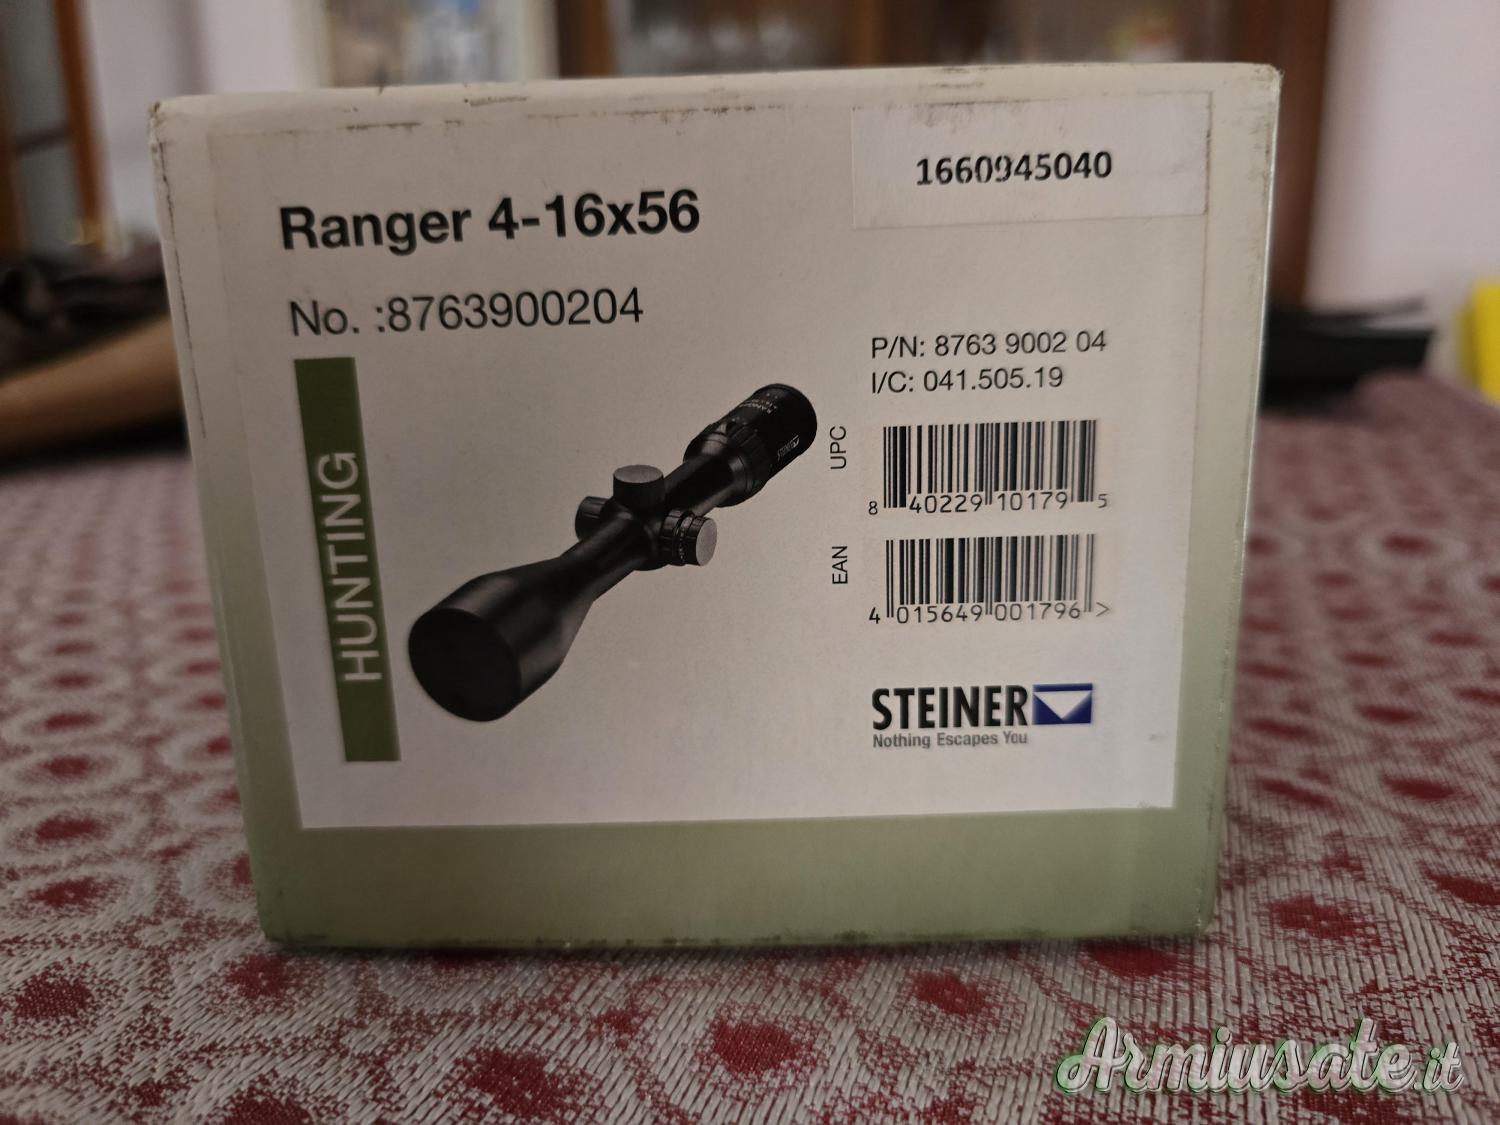 1660945040
Ranger 4-16x56
No. :8763900204
HUNTING
P/N: 8763 9002 04
I/C: 041.505.19
UPC
8 40229 10179 5
EAN
4 015649 001796 >
STEINER
STEINER
Nothing Escapes You
Armiusate.it